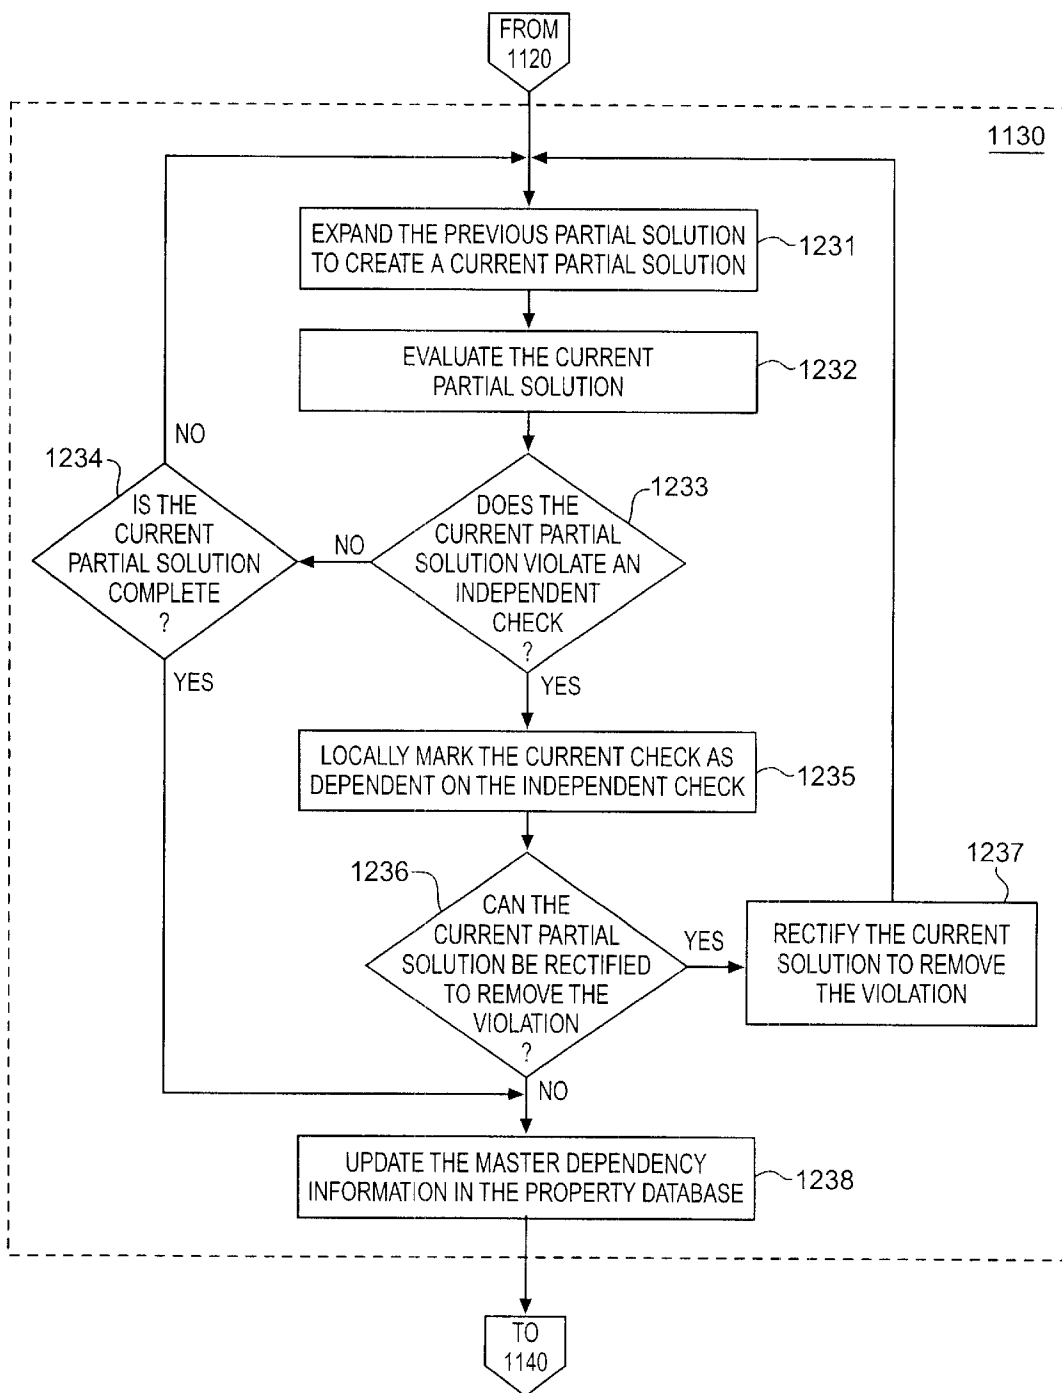 FROM
1120
1130
EXPAND THE PREVIOUS PARTIAL SOLUTION
TO CREATE A CURRENT PARTIAL SOLUTION
1231
EVALUATE THE CURRENT
PARTIAL SOLUTION
1232
NO
1234
IS THE
CURRENT
PARTIAL SOLUTION
COMPLETE
?
YES
NO
1233
DOES THE
CURRENT PARTIAL
SOLUTION VIOLATE AN
INDEPENDENT
CHECK
?
YES
LOCALLY MARK THE CURRENT CHECK AS
DEPENDENT ON THE INDEPENDENT CHECK
1235
1236
CAN THE
CURRENT PARTIAL
SOLUTION BE RECTIFIED
TO REMOVE THE
VIOLATION
?
YES
1237
RECTIFY THE CURRENT
SOLUTION TO REMOVE
THE VIOLATION
NO
UPDATE THE MASTER DEPENDENCY
INFORMATION IN THE PROPERTY DATABASE
1238
TO
1140